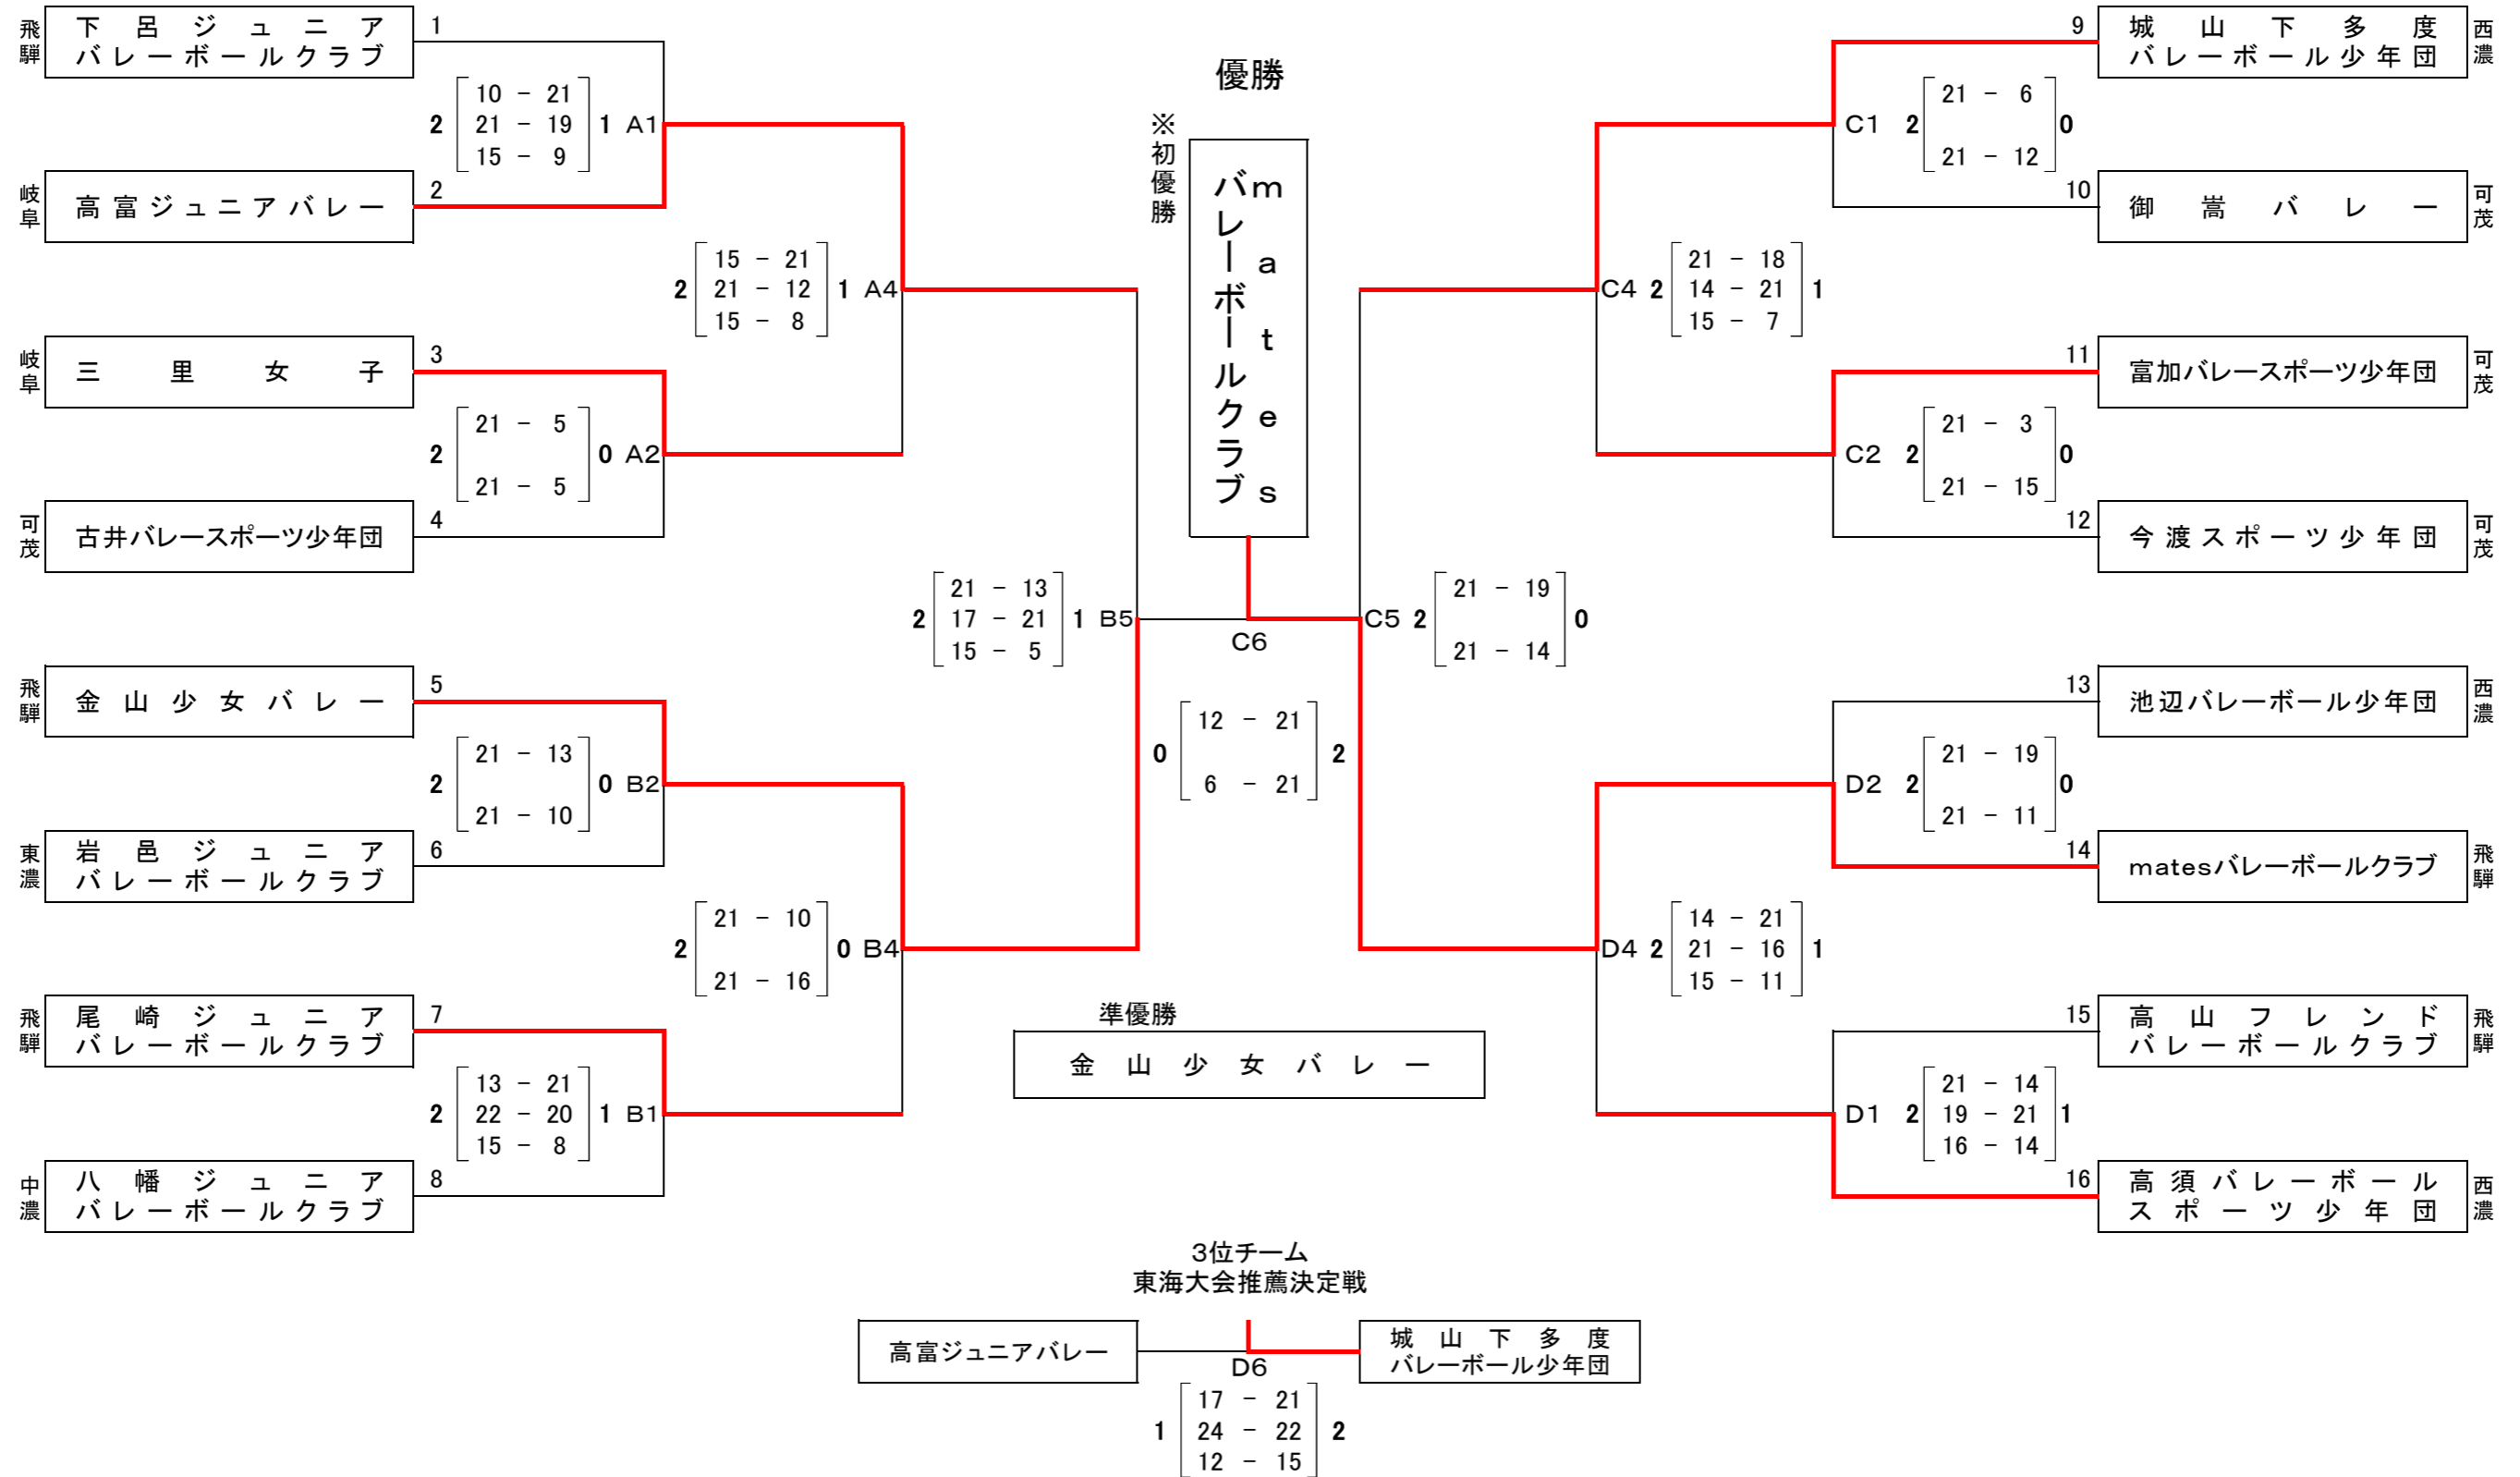 飛騨
下呂ジュニア
バレーボールクラブ
1
2
10 - 21
21 - 19
15 - 9
1
A1
岐阜
高富ジュニアバレー
2
2
15 - 21
21 - 12
15 - 8
1
A4
岐阜
三里女子
3
2
21 - 5
21 - 5
0
A2
可茂
古井バレースポーツ少年団
4
2
21 - 13
17 - 21
15 - 5
1
B5
飛騨
金山少女バレー
5
2
21 - 13
21 - 10
0
B2
東濃
岩邑ジュニア
バレーボールクラブ
6
2
21 - 10
21 - 16
0
B4
飛騨
尾崎ジュニア
バレーボールクラブ
7
2
13 - 21
22 - 20
15 - 8
1
B1
中濃
八幡ジュニア
バレーボールクラブ
8
優勝
※初優勝
mates
バレーボールクラブ
C6
0
12 - 21
6 - 21
2
準優勝
金山少女バレー
9
城山下多度
バレーボール少年団
西濃
C1
2
21 - 6
21 - 12
0
10
御嵩バレー
可茂
C4
2
21 - 18
14 - 21
15 - 7
1
11
富加バレースポーツ少年団
可茂
C2
2
21 - 3
21 - 15
0
12
今渡スポーツ少年団
可茂
C5
2
21 - 19
21 - 14
0
13
池辺バレーボール少年団
西濃
D2
2
21 - 19
21 - 11
0
14
matesバレーボールクラブ
飛騨
D4
2
14 - 21
21 - 16
15 - 11
1
15
高山フレンド
バレーボールクラブ
飛騨
D1
2
21 - 14
19 - 21
16 - 14
1
16
高須バレーボール
スポーツ少年団
西濃
3位チーム
東海大会推薦決定戦
高富ジュニアバレー
城山下多度
バレーボール少年団
D6
1
17 - 21
24 - 22
12 - 15
2